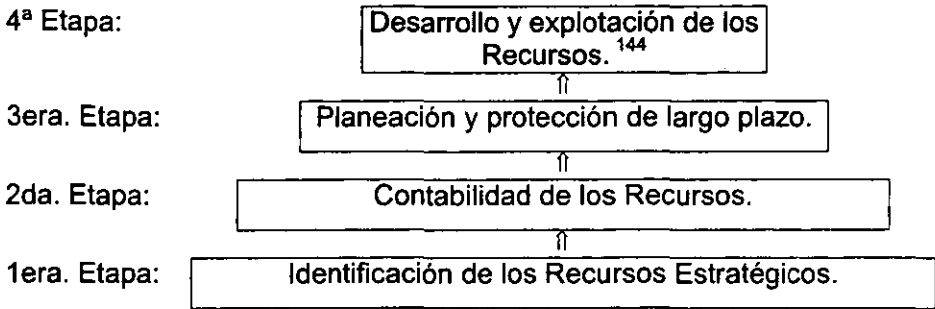 4ª Etapa: Desarrollo y explotación de los
Recursos. 144
⇑
3era. Etapa: Planeación y protección de largo plazo.
⇑
2da. Etapa: Contabilidad de los Recursos.
⇑
1era. Etapa: Identificación de los Recursos Estratégicos.